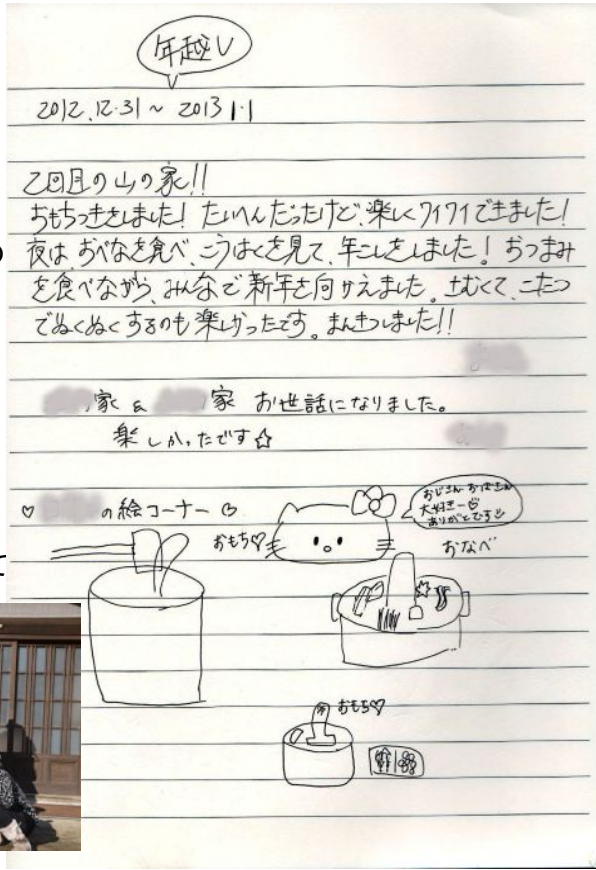 年越し
2012.12.31～2013 1.1
2回目の山の家!!
おもちつきをしました! たいへんだったけど、楽しくワイワイできました!
夜は、おべなを食べ、こうはくを見て、年こしをしました! おつまみ
を食べながら、みんなで新年を向かえました。さむくて、こたつ
でぬくぬくするのも楽しかったです。まんきつしました!!
家 & 家 お世話になりました。
楽しかったです☆
♡ の絵コーナー♡
おじさん おばさん
大好きー♡
ありがとです
おもち♡
おなべ
おもち♡